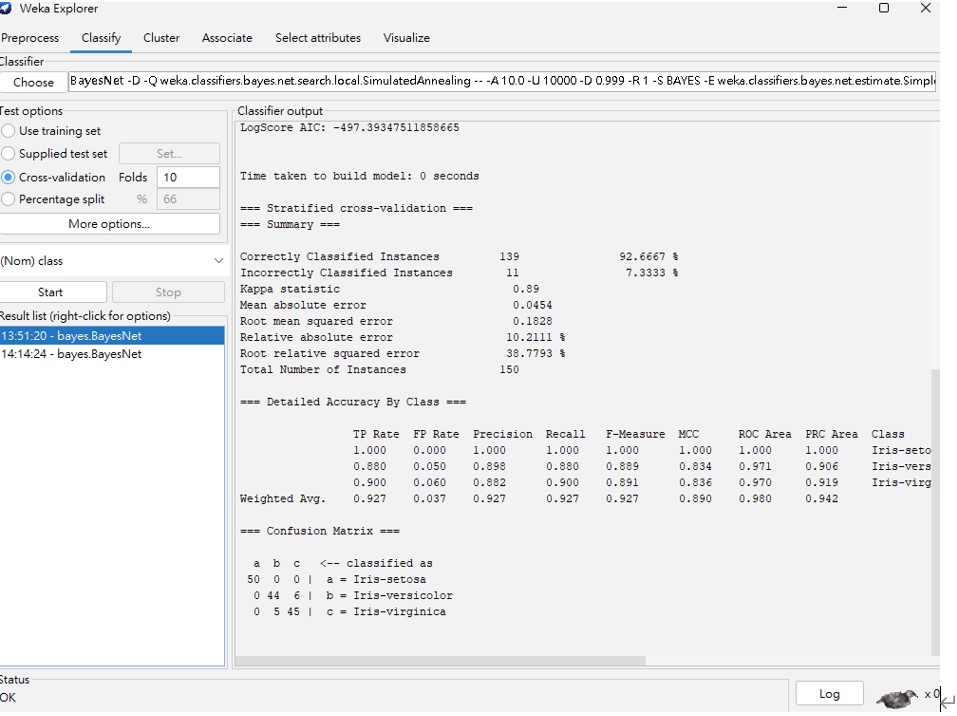 Weka Explorer
Preprocess Classify Cluster Associate Select attributes Visualize
Classifier
Choose BayesNet -D -Q weka.classifiers.bayes.net.search.local.SimulatedAnnealing -- -A 10.0 -U 10000 -D 0.999 -R 1 -S BAYES -E weka.classifiers.bayes.net.estimate.Simpl
Test options
Use training set
Supplied test set Set...
Cross-validation Folds 10
Percentage split % 66
More options...
(Nom) class
Start Stop
Result list (right-click for options)
13:51:20 - bayes.BayesNet
14:14:24 - bayes.BayesNet
Classifier output
LogScore AIC: -497.39347511858665
Time taken to build model: 0 seconds
=== Stratified cross-validation ===
=== Summary ===
Correctly Classified Instances 139 92.6667 %
Incorrectly Classified Instances 11 7.3333 %
Kappa statistic 0.89
Mean absolute error 0.0454
Root mean squared error 0.1828
Relative absolute error 10.2111 %
Root relative squared error 38.7793 %
Total Number of Instances 150
=== Detailed Accuracy By Class ===
TP Rate FP Rate Precision Recall F-Measure MCC ROC Area PRC Area Class
1.000 0.000 1.000 1.000 1.000 1.000 1.000 1.000 Iris-seto
0.880 0.050 0.898 0.880 0.889 0.834 0.971 0.906 Iris-vers
0.900 0.060 0.882 0.900 0.891 0.836 0.970 0.919 Iris-virg
Weighted Avg. 0.927 0.037 0.927 0.927 0.927 0.890 0.980 0.942
=== Confusion Matrix ===
a b c <-- classified as
50 0 0 | a = Iris-setosa
0 44 6 | b = Iris-versicolor
0 5 45 | c = Iris-virginica
Status
OK
Log x 0